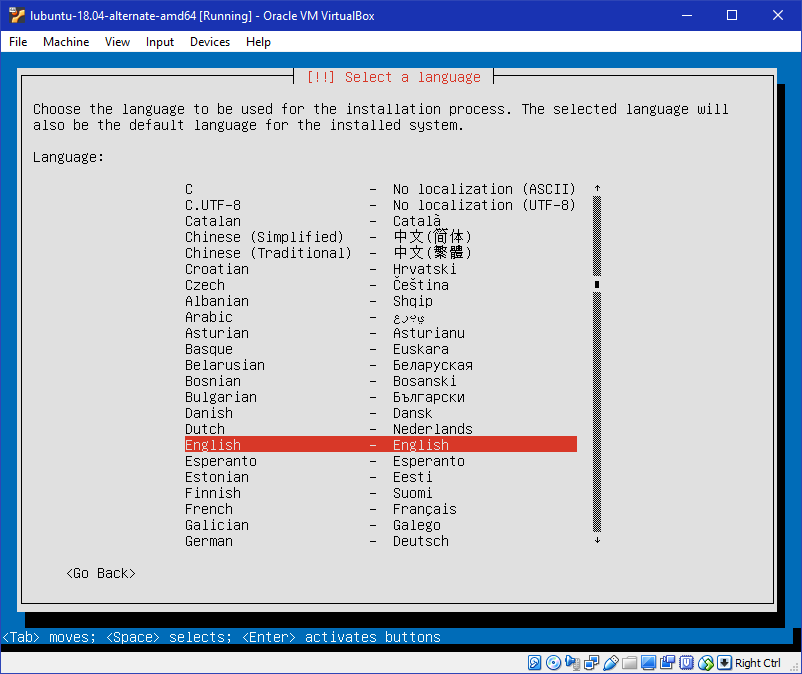 lubuntu-18.04-alternate-amd64 [Running] - Oracle VM VirtualBox
File Machine View Input Devices Help
[!!] Select a language
Choose the language to be used for the installation process. The selected language will
also be the default language for the installed system.
Language:
C - No localization (ASCII)
C.UTF-8 - No localization (UTF-8)
Catalan - Català
Chinese (Simplified) - 中文(简体)
Chinese (Traditional) - 中文(繁體)
Croatian - Hrvatski
Czech - Čeština
Albanian - Shqip
Arabic - عربي
Asturian - Asturianu
Basque - Euskara
Belarusian - Беларуская
Bosnian - Bosanski
Bulgarian - Български
Danish - Dansk
Dutch - Nederlands
English - English
Esperanto - Esperanto
Estonian - Eesti
Finnish - Suomi
French - Français
Galician - Galego
German - Deutsch
<Go Back>
<Tab> moves; <Space> selects; <Enter> activates buttons
Right Ctrl